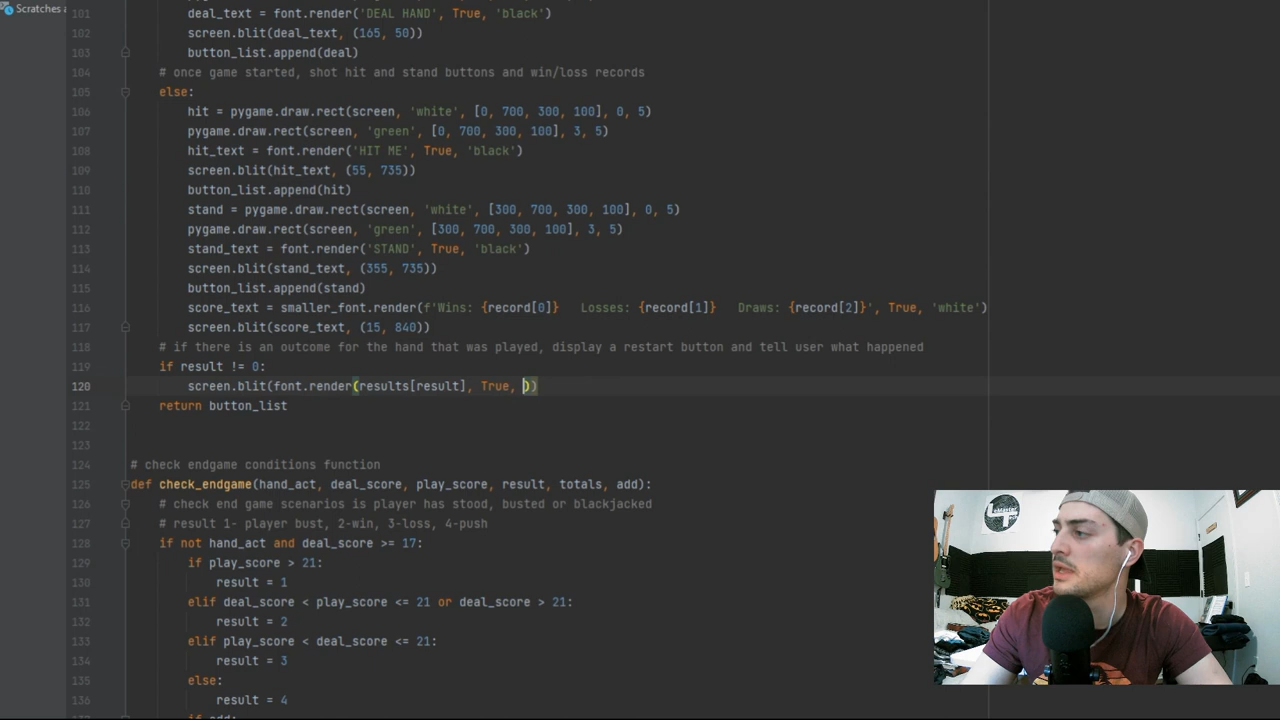 Scratches a
101 deal_text = font.render('DEAL HAND', True, 'black')
102 screen.blit(deal_text, (165, 50))
103 button_list.append(deal)
104 # once game started, shot hit and stand buttons and win/loss records
105 else:
106 hit = pygame.draw.rect(screen, 'white', [0, 700, 300, 100], 0, 5)
107 pygame.draw.rect(screen, 'green', [0, 700, 300, 100], 3, 5)
108 hit_text = font.render('HIT ME', True, 'black')
109 screen.blit(hit_text, (55, 735))
110 button_list.append(hit)
111 stand = pygame.draw.rect(screen, 'white', [300, 700, 300, 100], 0, 5)
112 pygame.draw.rect(screen, 'green', [300, 700, 300, 100], 3, 5)
113 stand_text = font.render('STAND', True, 'black')
114 screen.blit(stand_text, (355, 735))
115 button_list.append(stand)
116 score_text = smaller_font.render(f'Wins: {record[0]}   Losses: {record[1]}   Draws: {record[2]}', True, 'white')
117 screen.blit(score_text, (15, 840))
118 # if there is an outcome for the hand that was played, display a restart button and tell user what happened
119 if result != 0:
120 screen.blit(font.render(results[result], True, ))
121 return button_list
122
123
124 # check endgame conditions function
125 def check_endgame(hand_act, deal_score, play_score, result, totals, add):
126 # check end game scenarios is player has stood, busted or blackjacked
127 # result 1- player bust, 2-win, 3-loss, 4-push
128 if not hand_act and deal_score >= 17:
129 if play_score > 21:
130 result = 1
131 elif deal_score < play_score <= 21 or deal_score > 21:
132 result = 2
133 elif play_score < deal_score <= 21:
134 result = 3
135 else:
136 result = 4